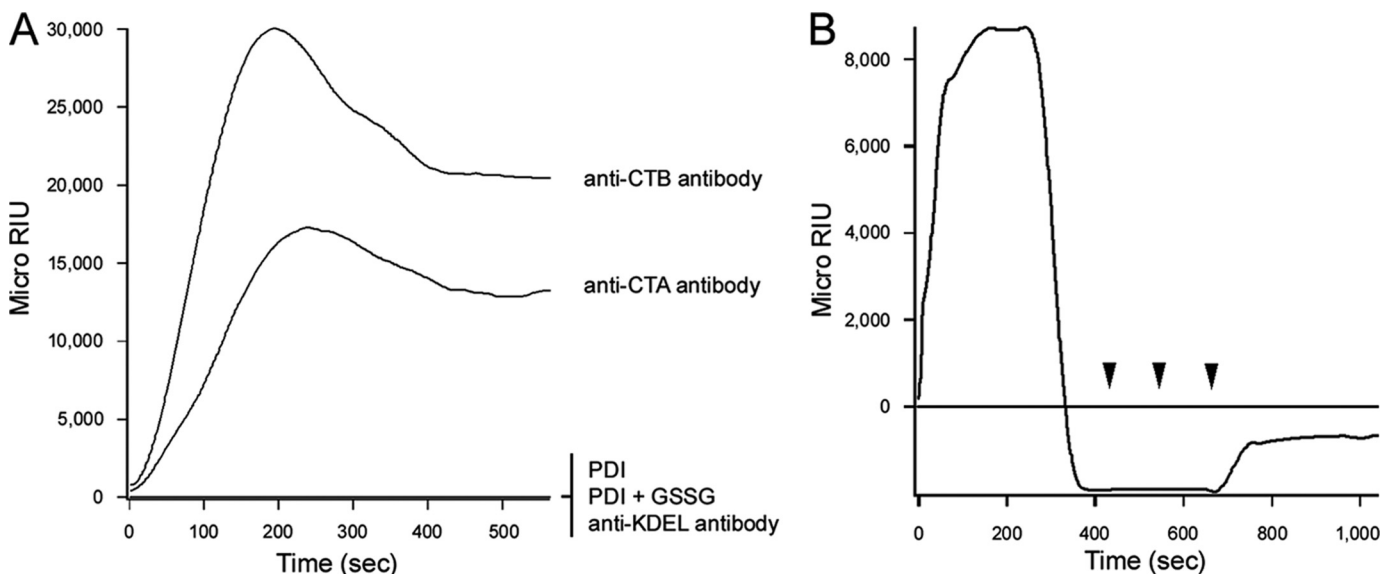 A
Micro RIU
30,000
25,000
20,000
15,000
10,000
5,000
0
0 100 200 300 400 500
Time (sec)
anti-CTB antibody
anti-CTA antibody
PDI
PDI + GSSG
anti-KDEL antibody
B
Micro RIU
8,000
6,000
4,000
2,000
0
0 200 400 600 800 1,000
Time (sec)